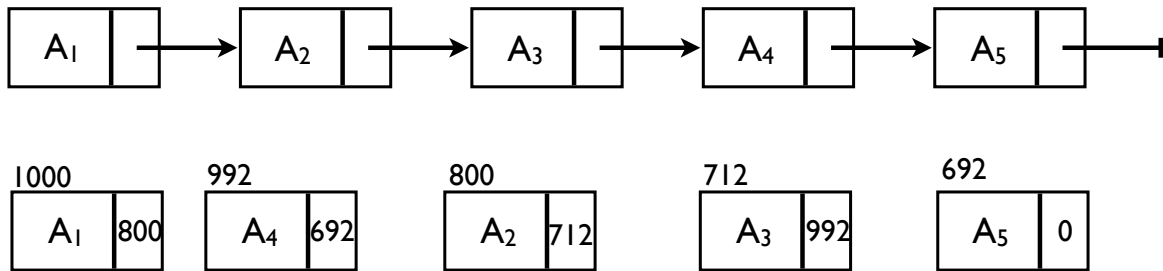 A₁ A₂ A₃ A₄ A₅
1000 992 800 712 692
A₁ 800 A₄ 692 A₂ 712 A₃ 992 A₅ 0